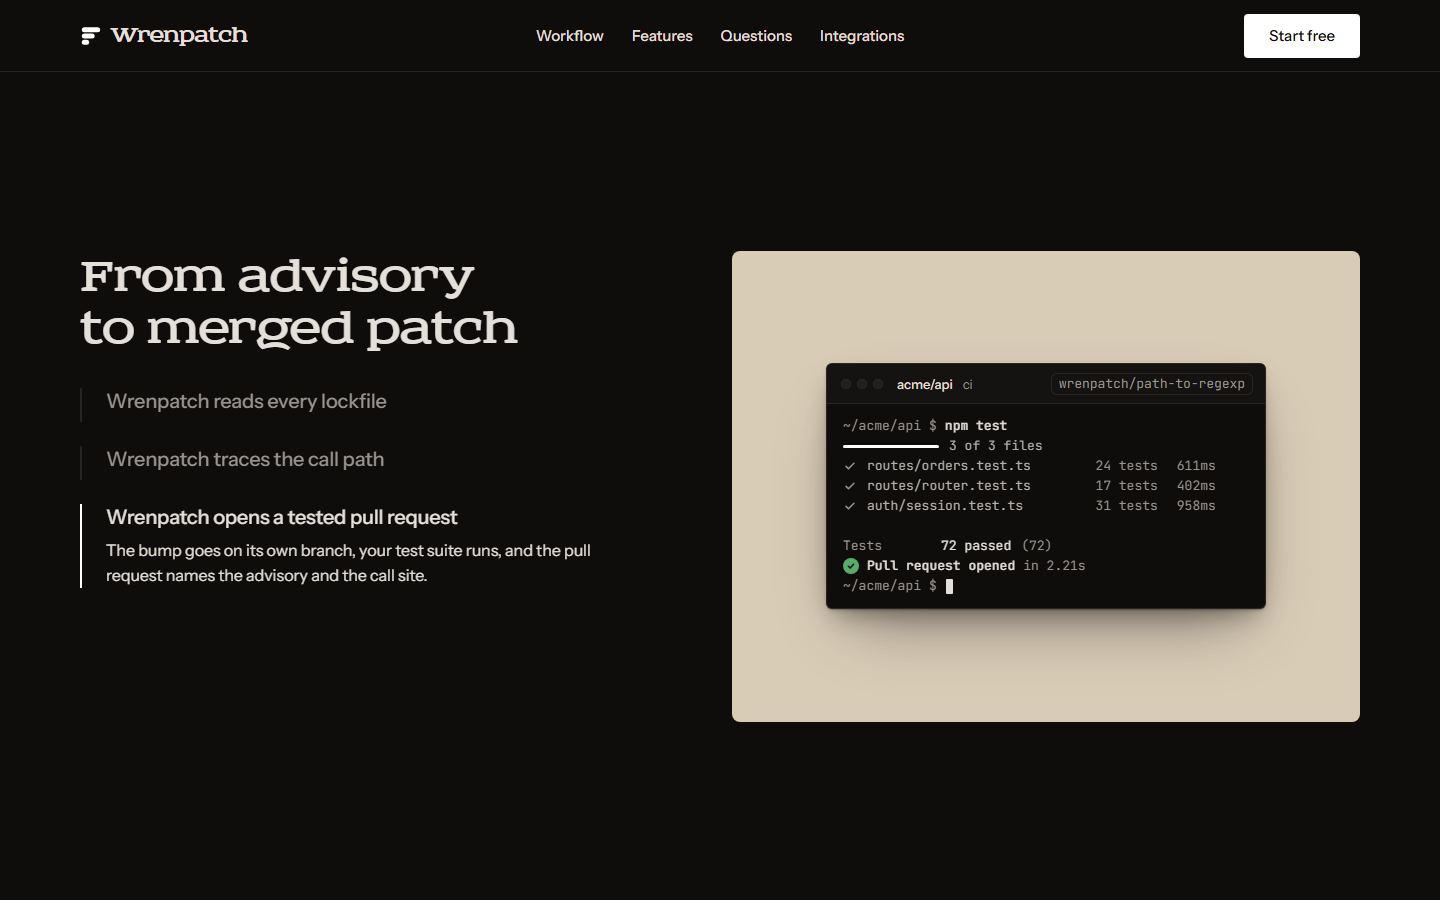 Wrenpatch
Workflow Features Questions Integrations
Start free
From advisory
to merged patch
Wrenpatch reads every lockfile
Wrenpatch traces the call path
Wrenpatch opens a tested pull request
The bump goes on its own branch, your test suite runs, and the pull
request names the advisory and the call site.
acme/api ci wrenpatch/path-to-regexp
~/acme/api $ npm test
3 of 3 files
✓ routes/orders.test.ts 24 tests 611ms
✓ routes/router.test.ts 17 tests 402ms
✓ auth/session.test.ts 31 tests 958ms
Tests 72 passed (72)
Pull request opened in 2.21s
~/acme/api $